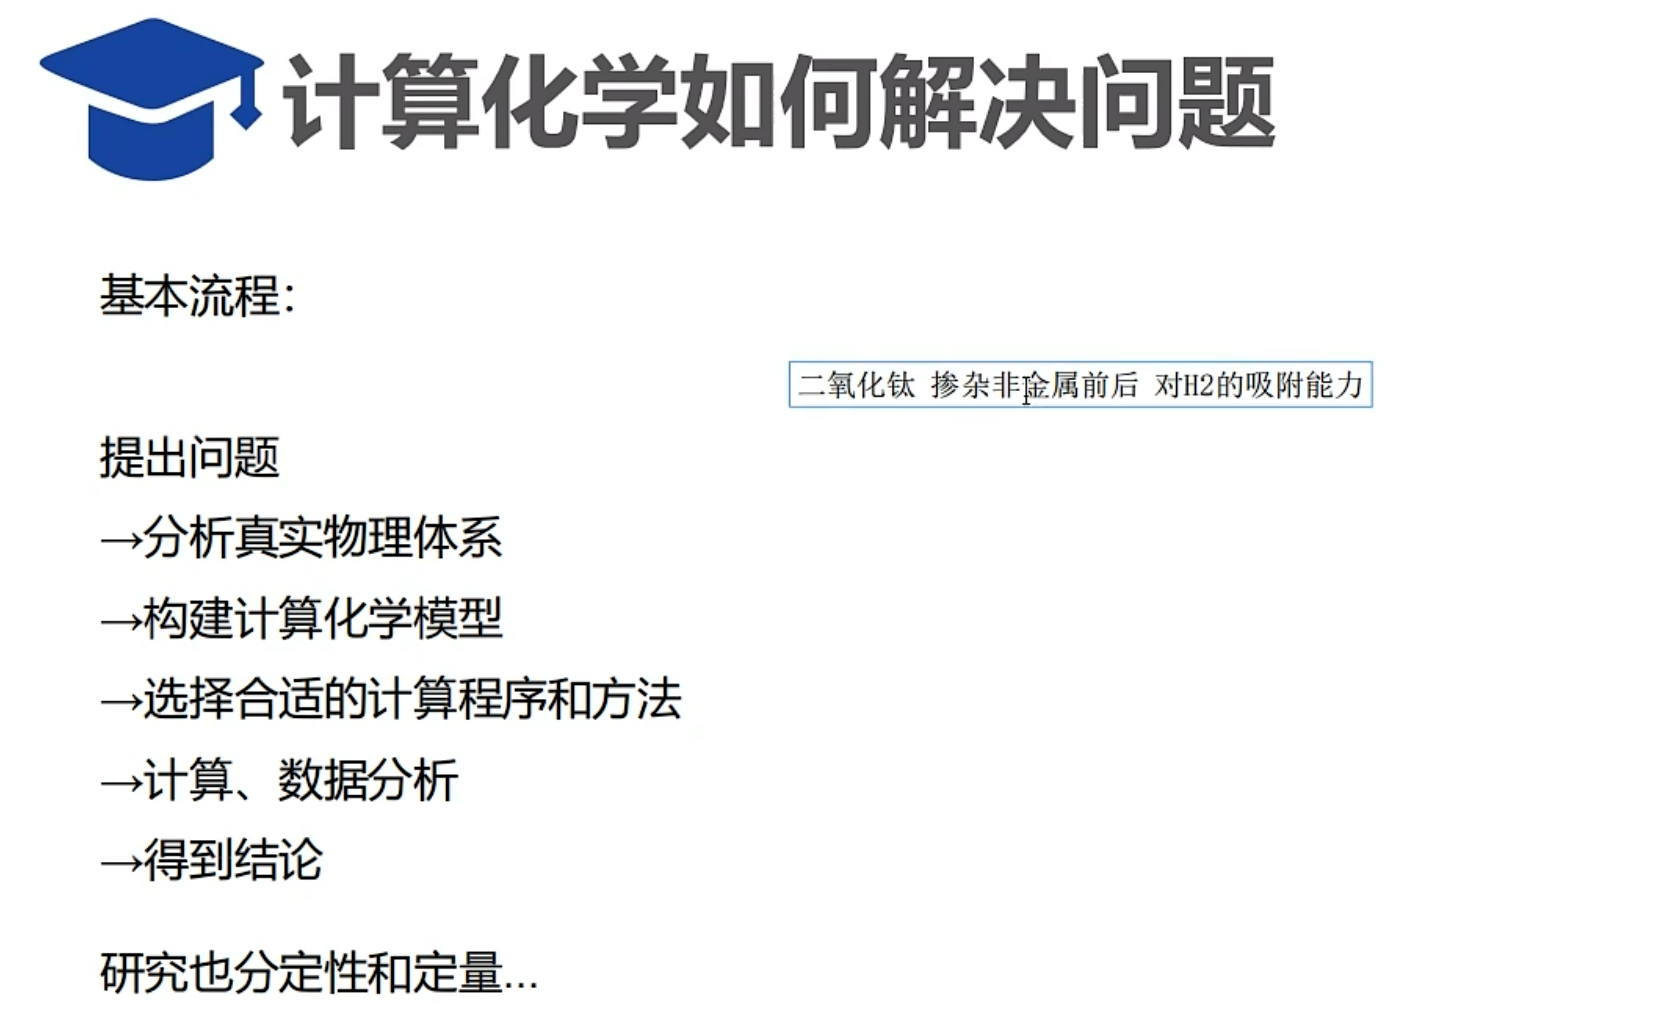 计算化学如何解决问题
基本流程：
二氧化钛 掺杂非金属前后 对H2的吸附能力
提出问题
→分析真实物理体系
→构建计算化学模型
→选择合适的计算程序和方法
→计算、数据分析
→得到结论
研究也分定性和定量...